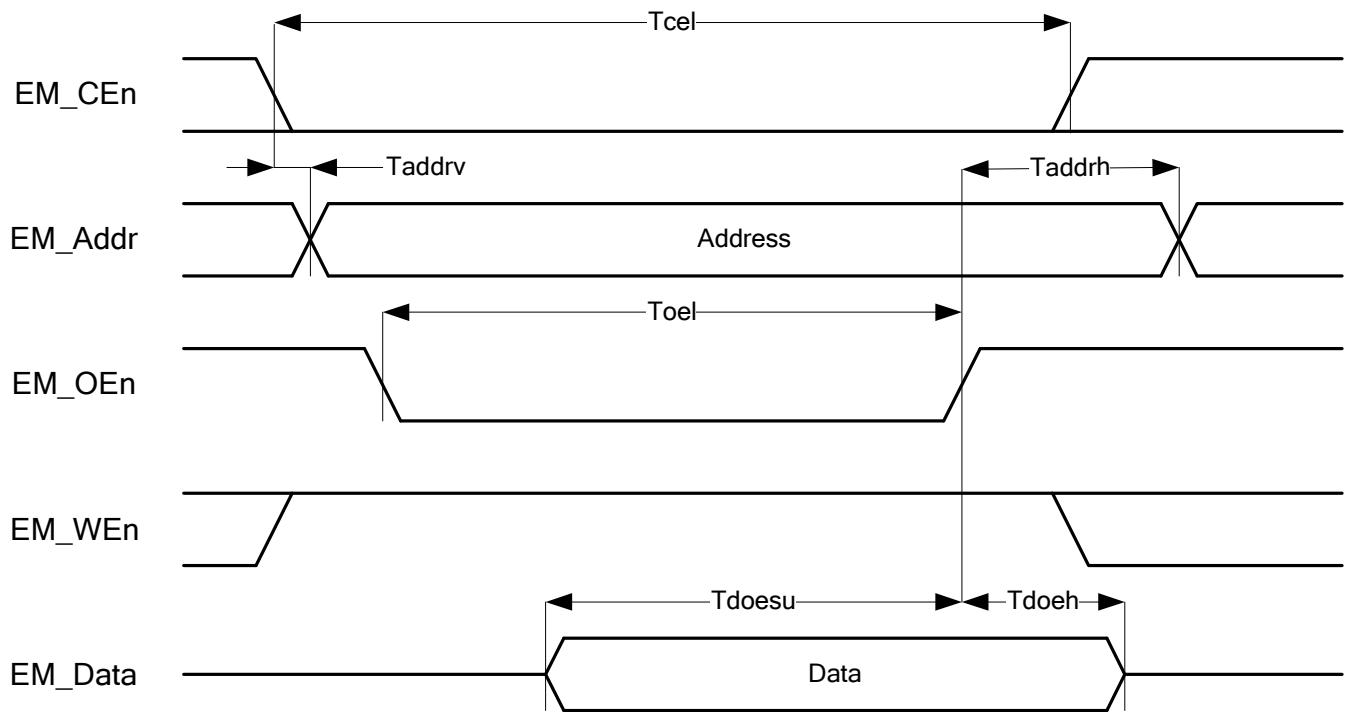 Tcel
EM_CEn
Taddrv
Taddrh
EM_Addr
Address
Toel
EM_OEn
EM_WEn
Tdoesu
Tdoeh
EM_Data
Data